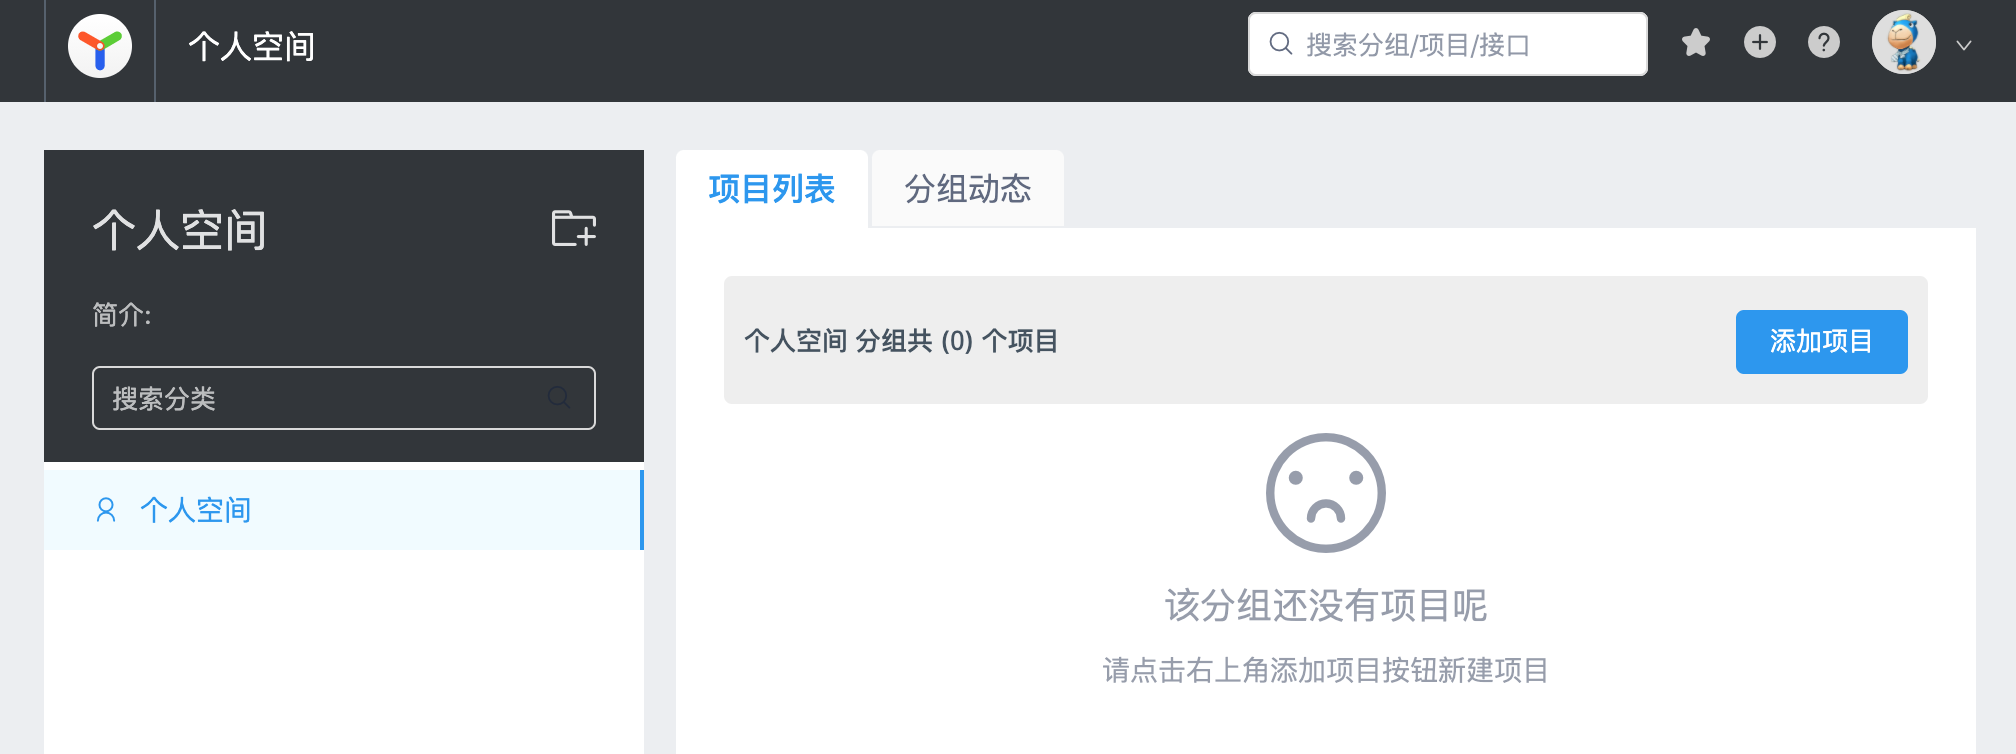 个人空间
搜索分组/项目/接口
个人空间
简介:
搜索分类
个人空间
项目列表
分组动态
个人空间 分组共 (0) 个项目
添加项目
该分组还没有项目呢
请点击右上角添加项目按钮新建项目